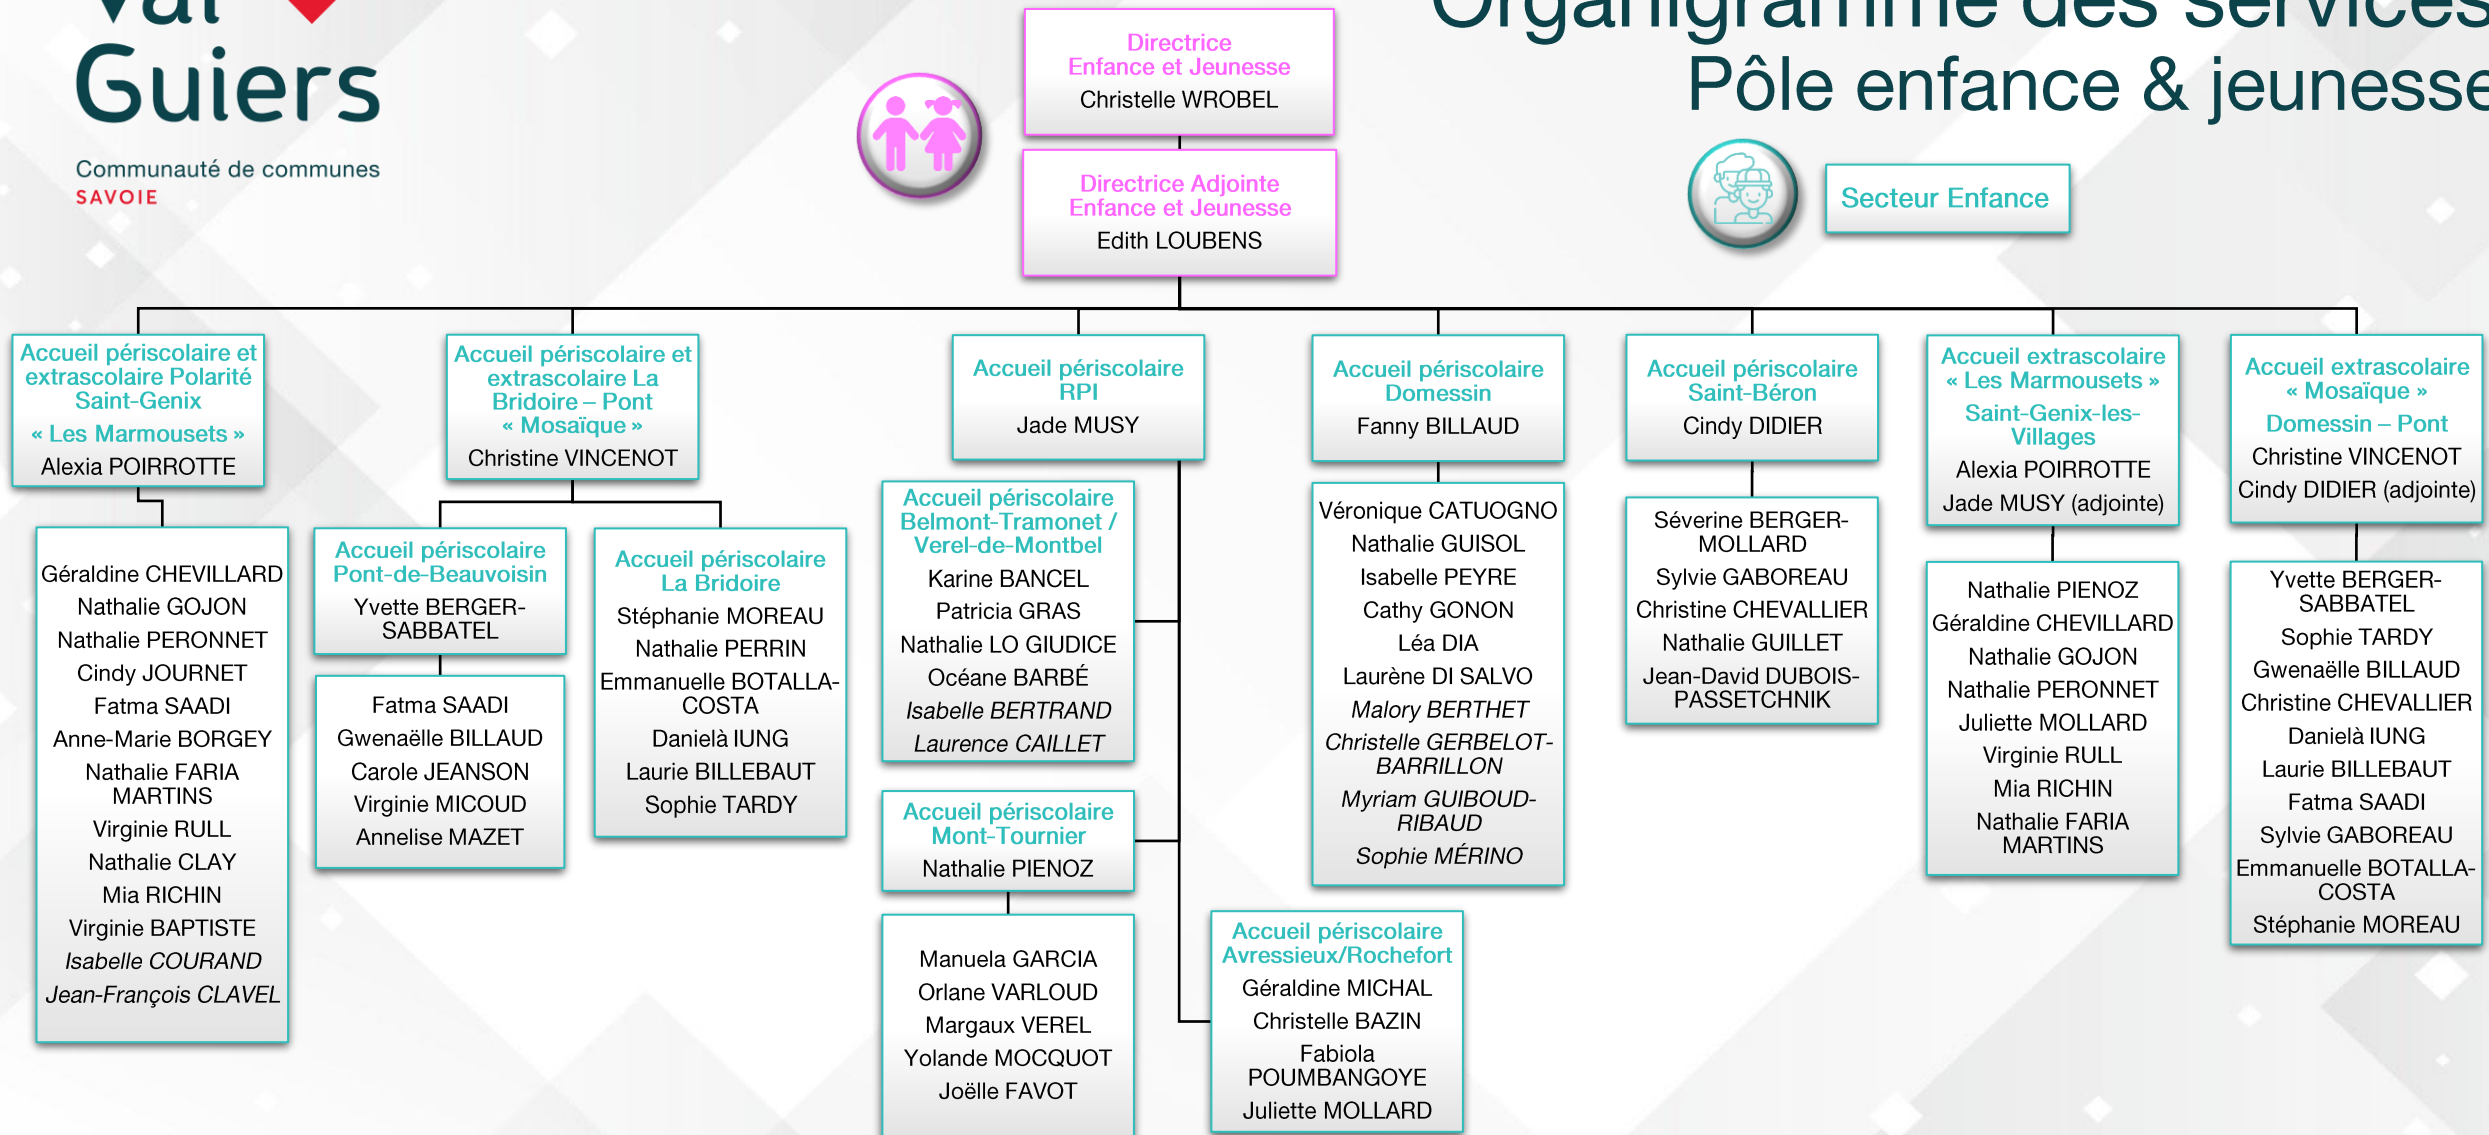 Val
Guiers
Communauté de communes
SAVOIE
Organigramme des services
Pôle enfance & jeunesse
Secteur Enfance
Directrice
Enfance et Jeunesse
Christelle WROBEL
Directrice Adjointe
Enfance et Jeunesse
Edith LOUBENS
Accueil périscolaire et
extrascolaire Polarité
Saint-Genix
« Les Marmousets »
Alexia POIRROTTE
Géraldine CHEVILLARD
Nathalie GOJON
Nathalie PERONNET
Cindy JOURNET
Fatma SAADI
Anne-Marie BORGEY
Nathalie FARIA
MARTINS
Virginie RULL
Nathalie CLAY
Mia RICHIN
Virginie BAPTISTE
Isabelle COURAND
Jean-François CLAVEL
Accueil périscolaire et
extrascolaire La
Bridoire – Pont
« Mosaïque »
Christine VINCENOT
Accueil périscolaire
Pont-de-Beauvoisin
Yvette BERGER-
SABBATEL
Fatma SAADI
Gwenaëlle BILLAUD
Carole JEANSON
Virginie MICOUD
Annelise MAZET
Accueil périscolaire
La Bridoire
Stéphanie MOREAU
Nathalie PERRIN
Emmanuelle BOTALLA-
COSTA
Danielà IUNG
Laurie BILLEBAUT
Sophie TARDY
Accueil périscolaire
RPI
Jade MUSY
Accueil périscolaire
Belmont-Tramonet /
Verel-de-Montbel
Karine BANCEL
Patricia GRAS
Nathalie LO GIUDICE
Océane BARBÉ
Isabelle BERTRAND
Laurence CAILLET
Accueil périscolaire
Mont-Tournier
Nathalie PIENOZ
Manuela GARCIA
Orlane VARLOUD
Margaux VEREL
Yolande MOCQUOT
Joëlle FAVOT
Accueil périscolaire
Avressieux/Rochefort
Géraldine MICHAL
Christelle BAZIN
Fabiola
POUMBANGOYE
Juliette MOLLARD
Accueil périscolaire
Domessin
Fanny BILLAUD
Véronique CATUOGNO
Nathalie GUISOL
Isabelle PEYRE
Cathy GONON
Léa DIA
Laurène DI SALVO
Malory BERTHET
Christelle GERBELOT-
BARRILLON
Myriam GUIBOUD-
RIBAUD
Sophie MÉRINO
Accueil périscolaire
Saint-Béron
Cindy DIDIER
Séverine BERGER-
MOLLARD
Sylvie GABOREAU
Christine CHEVALLIER
Nathalie GUILLET
Jean-David DUBOIS-
PASSETCHNIK
Accueil extrascolaire
« Les Marmousets »
Saint-Genix-les-
Villages
Alexia POIRROTTE
Jade MUSY (adjointe)
Nathalie PIENOZ
Géraldine CHEVILLARD
Nathalie GOJON
Nathalie PERONNET
Juliette MOLLARD
Virginie RULL
Mia RICHIN
Nathalie FARIA
MARTINS
Accueil extrascolaire
« Mosaïque »
Domessin – Pont
Christine VINCENOT
Cindy DIDIER (adjointe)
Yvette BERGER-
SABBATEL
Sophie TARDY
Gwenaëlle BILLAUD
Christine CHEVALLIER
Danielà IUNG
Laurie BILLEBAUT
Fatma SAADI
Sylvie GABOREAU
Emmanuelle BOTALLA-
COSTA
Stéphanie MOREAU